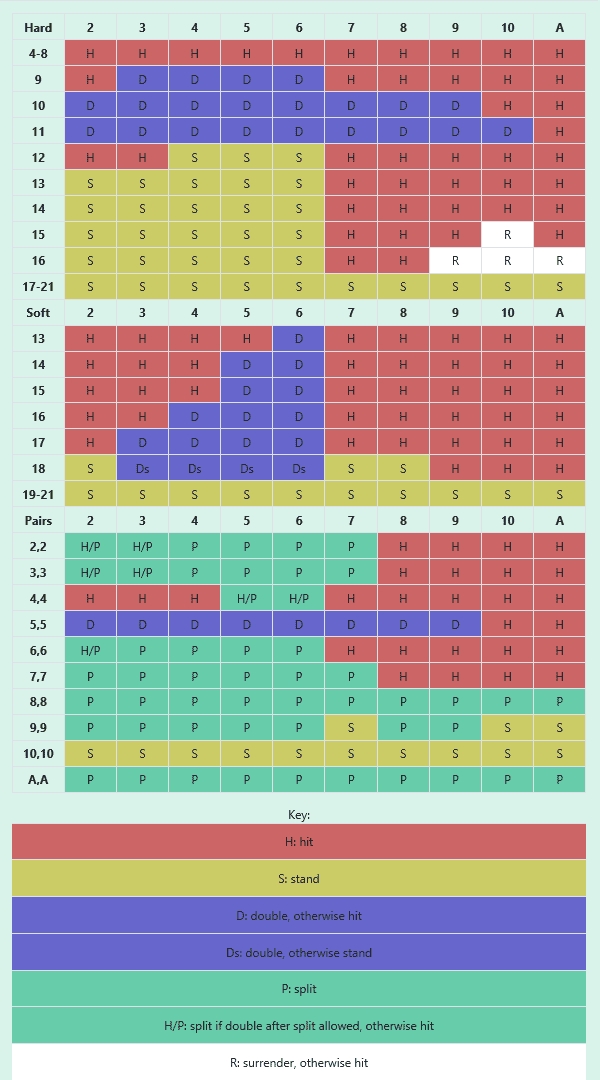 Hard 2 3 4 5 6 7 8 9 10 A
4-8 H H H H H H H H H H
9 H D D D D H H H H H
10 D D D D D D D D H H
11 D D D D D D D D D H
12 H H S S S H H H H H
13 S S S S S H H H H H
14 S S S S S H H H H H
15 S S S S S H H H R H
16 S S S S S H H R R R
17-21 S S S S S S S S S S
Soft 2 3 4 5 6 7 8 9 10 A
13 H H H H D H H H H H
14 H H H D D H H H H H
15 H H H D D H H H H H
16 H H D D D H H H H H
17 H D D D D H H H H H
18 S Ds Ds Ds Ds S S H H H
19-21 S S S S S S S S S S
Pairs 2 3 4 5 6 7 8 9 10 A
2,2 H/P H/P P P P P H H H H
3,3 H/P H/P P P P P H H H H
4,4 H H H H/P H/P H H H H H
5,5 D D D D D D D D H H
6,6 H/P P P P P H H H H H
7,7 P P P P P P H H H H
8,8 P P P P P P P P P P
9,9 P P P P P S P P S S
10,10 S S S S S S S S S S
A,A P P P P P P P P P P
Key:
H: hit
S: stand
D: double, otherwise hit
Ds: double, otherwise stand
P: split
H/P: split if double after split allowed, otherwise hit
R: surrender, otherwise hit